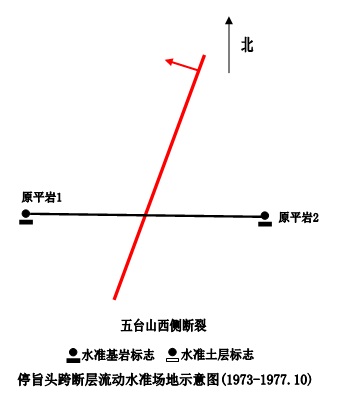 北
原平岩1
原平岩2
五台山西侧断裂
水准基岩标志 水准土层标志
停旨头跨断层流动水准场地示意图(1973-1977.10)